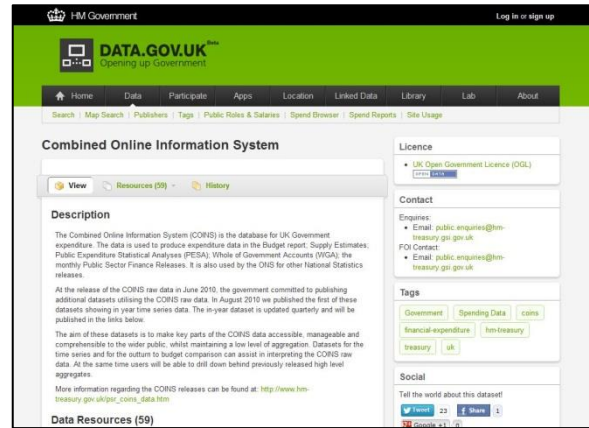 HM Government
Log in or sign up
DATA.GOV.UK Beta
Opening up Government
Home Data Participate Apps Location Linked Data Library Lab About
Search | Map Search | Publishers | Tags | Public Roles & Salaries | Spend Browser | Spend Reports | Site Usage
Combined Online Information System
View Resources (59) History
Description
The Combined Online Information System (COINS) is the database for UK Government
expenditure. The data is used to produce expenditure data in the Budget report; Supply Estimates;
Public Expenditure Statistical Analyses (PESA); Whole of Government Accounts (WGA); the
monthly Public Sector Finance Releases. It is also used by the ONS for other National Statistics
releases.
At the release of the COINS raw data in June 2010, the government committed to publishing
additional datasets utilising the COINS raw data. In August 2010 we published the first of these
datasets showing in year time series data. The in-year dataset is updated quarterly and will be
published in the links below.
The aim of these datasets is to make key parts of the COINS data accessible, manageable and
comprehensible to the wider public, whilst maintaining a low level of aggregation. Datasets for the
time series and for the outturn to budget comparison can assist in interpreting the COINS raw
data. At the same time users will be able to drill down behind previously released high level
aggregates.
More information regarding the COINS releases can be found at: http://www.hm-
treasury.gov.uk/psr_coins_data.htm
Data Resources (59)
Licence
UK Open Government Licence (OGL)
OPEN DATA
Contact
Enquiries:
Email: public.enquiries@hm-
treasury.gsi.gov.uk
FOI Contact:
Email: public.enquiries@hm-
treasury.gsi.gov.uk
Tags
Government Spending Data coins
financial-expenditure hm-treasury
treasury uk
Social
Tell the world about this dataset!
Tweet 23 Share 1
Google +1 0